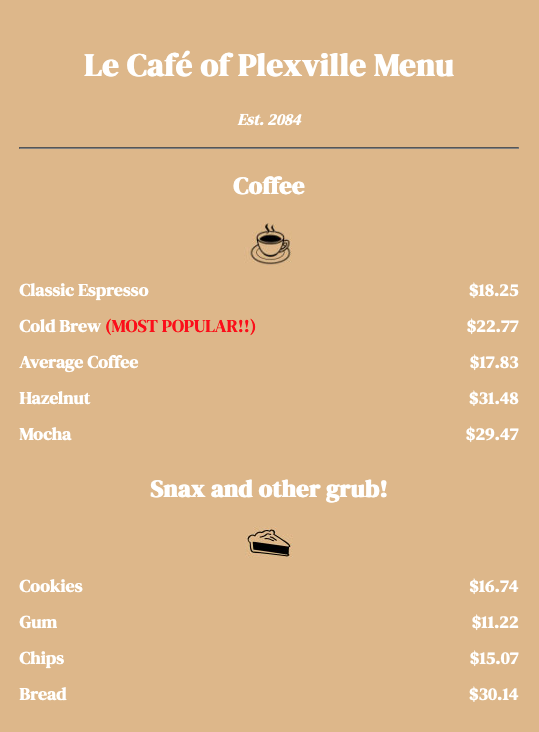 Le Café of Plexville Menu
Est. 2084
Coffee
Classic Espresso $18.25
Cold Brew (MOST POPULAR!!) $22.77
Average Coffee $17.83
Hazelnut $31.48
Mocha $29.47
Snax and other grub!
Cookies $16.74
Gum $11.22
Chips $15.07
Bread $30.14